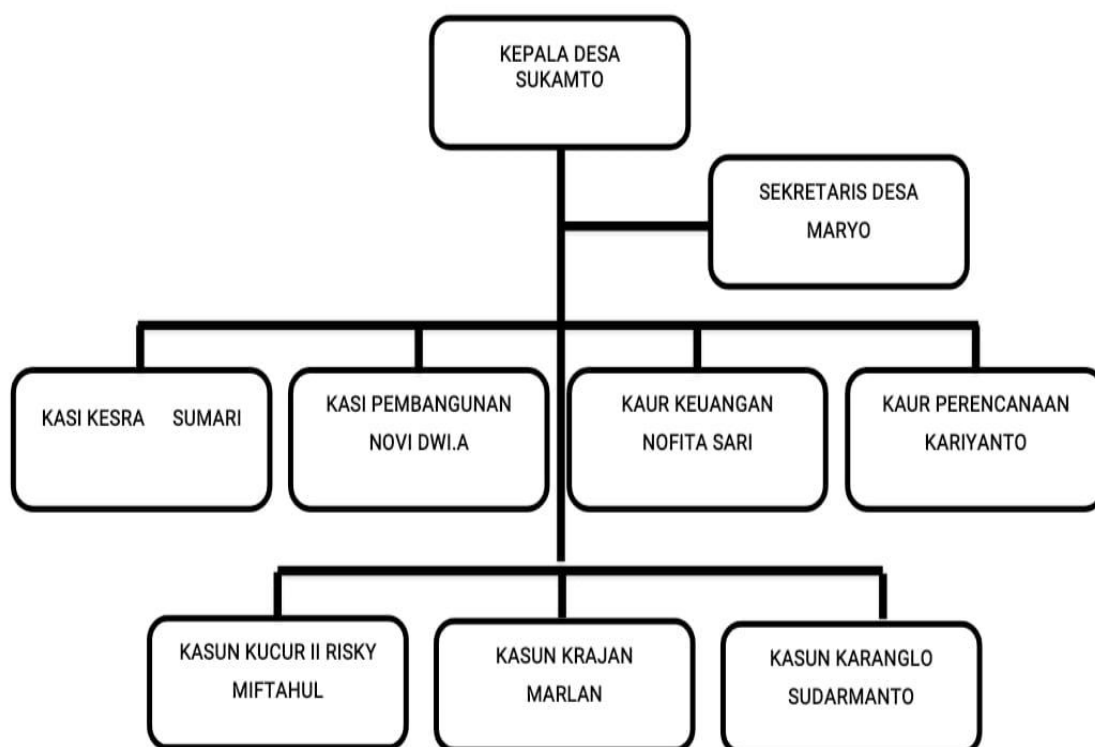 KEPALA DESA
SUKAMTO
SEKRETARIS DESA
MARYO
KASI KESRA SUMARI
KASI PEMBANGUNAN
NOVI DWI.A
KAUR KEUANGAN
NOFITA SARI
KAUR PERENCANAAN
KARIYANTO
KASUN KUCUR II RISKY
MIFTAHUL
KASUN KRAJAN
MARLAN
KASUN KARANGLO
SUDARMANTO